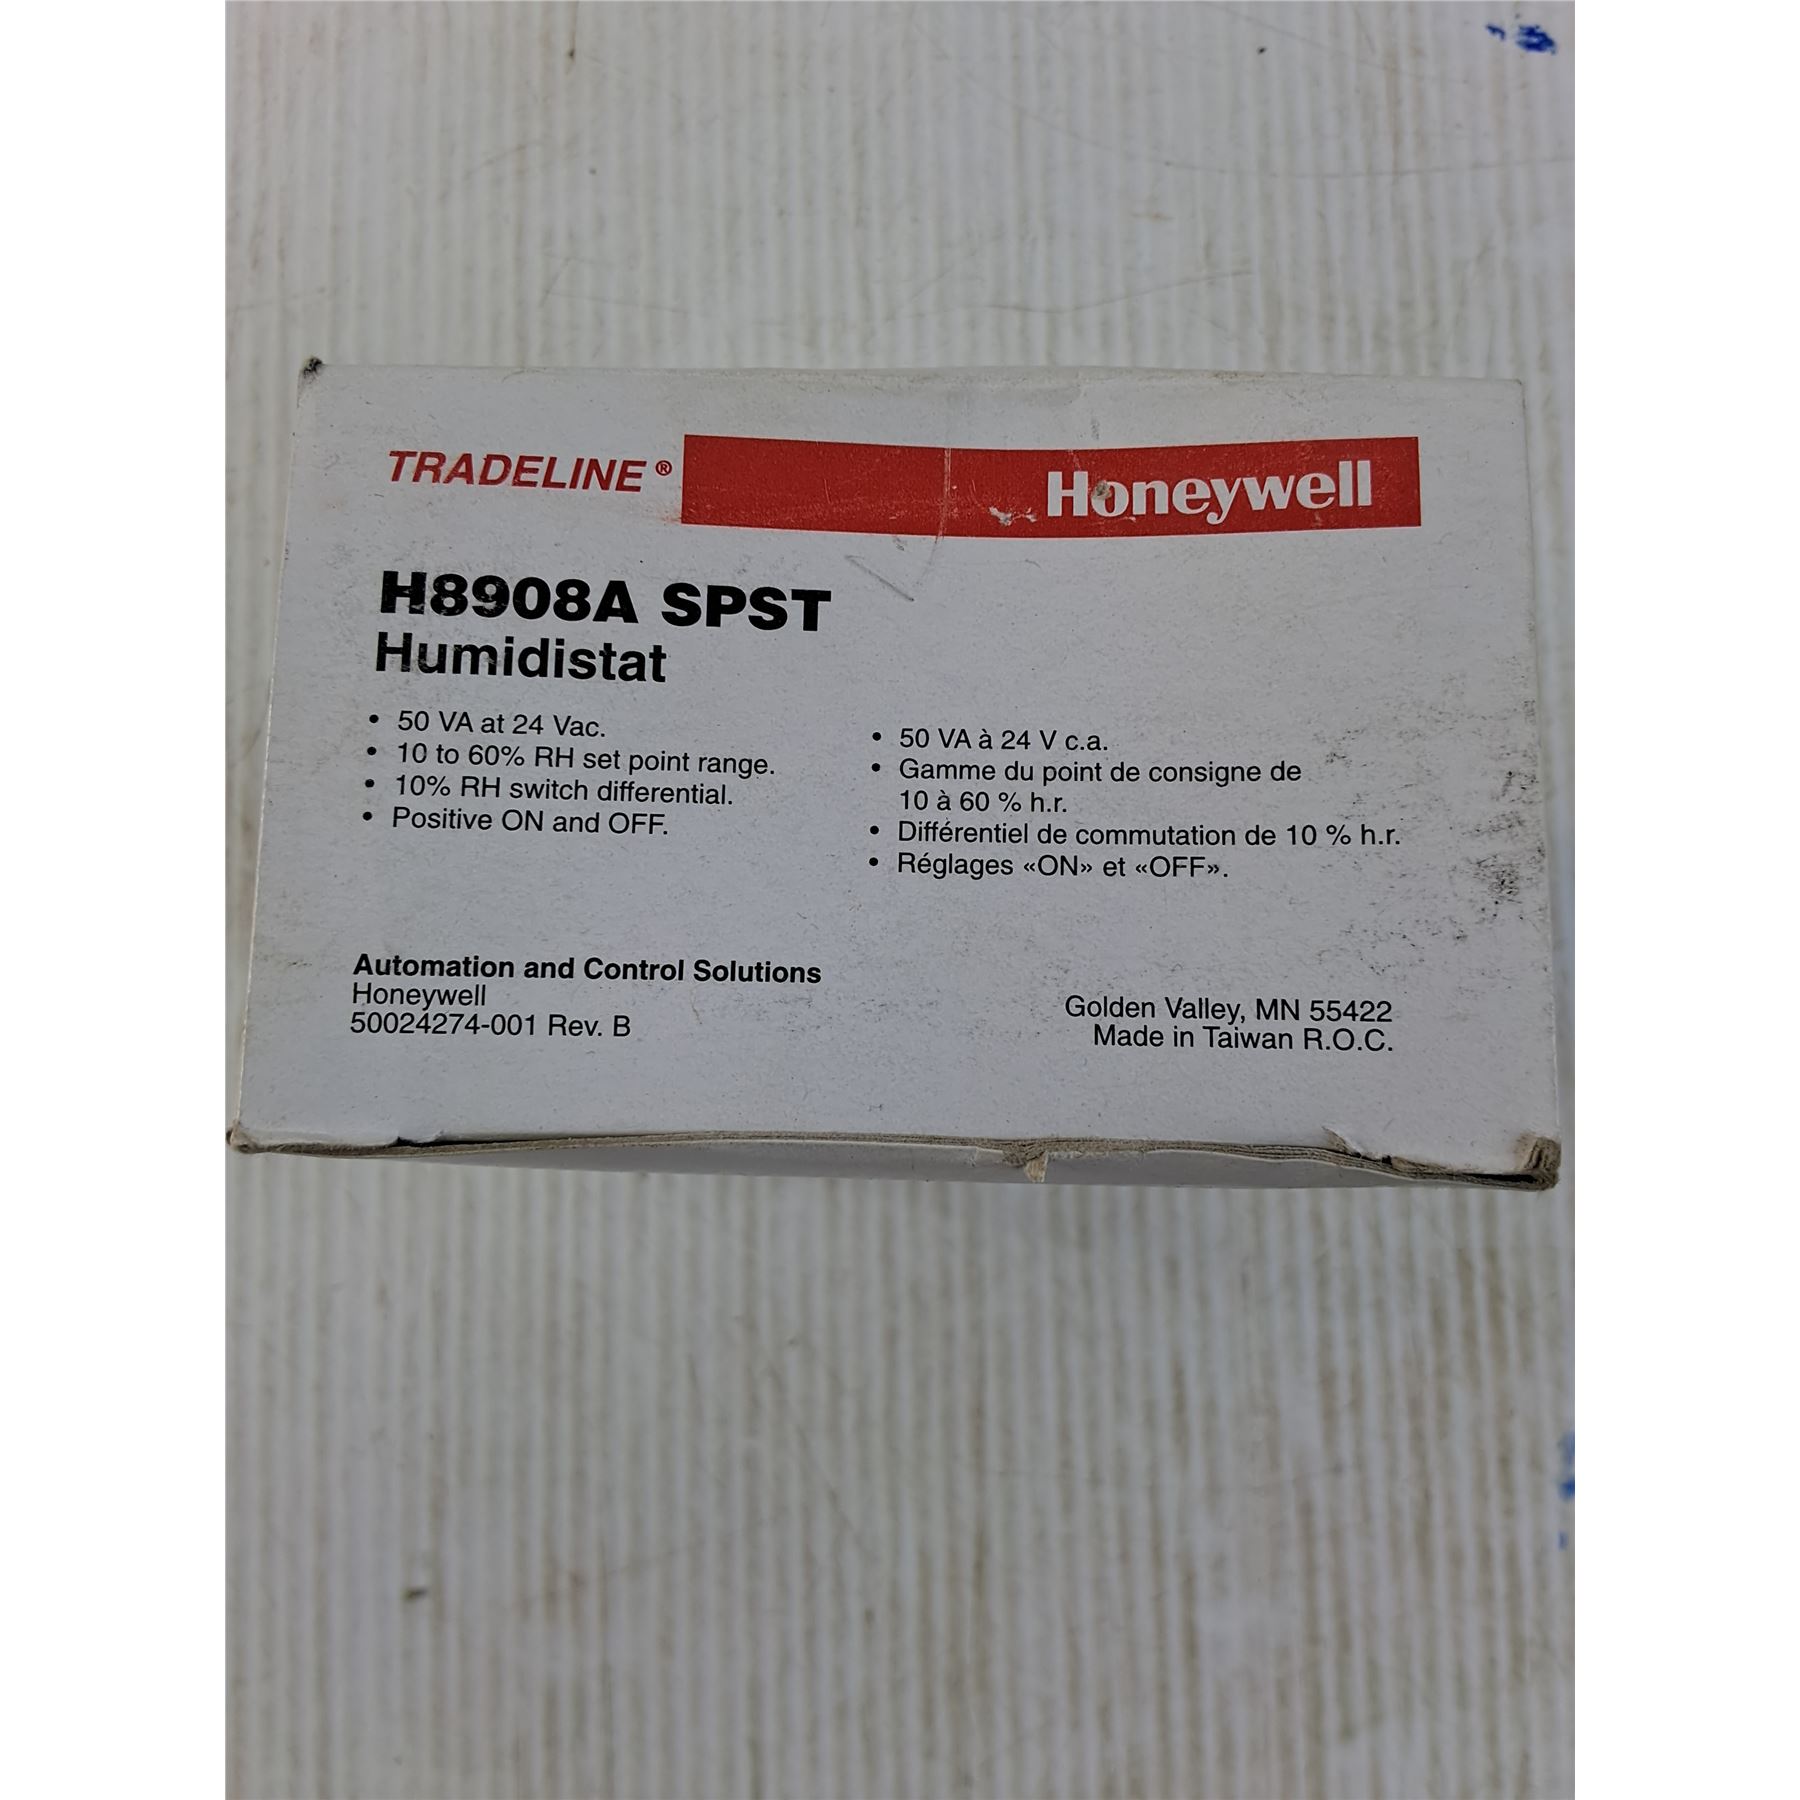 TRADELINE®
Honeywell
H8908A SPST
Humidistat
• 50 VA at 24 Vac.
• 10 to 60% RH set point range.
• 10% RH switch differential.
• Positive ON and OFF.
• 50 VA à 24 V c.a.
• Gamme du point de consigne de
10 à 60 % h.r.
• Différentiel de commutation de 10 % h.r.
• Réglages «ON» et «OFF».
Automation and Control Solutions
Honeywell
50024274-001 Rev. B
Golden Valley, MN 55422
Made in Taiwan R.O.C.